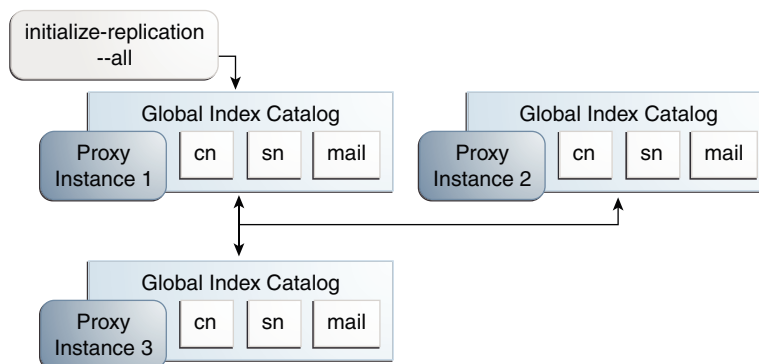 initialize-replication
--all
Global Index Catalog
Proxy
Instance 1
cn
sn
mail
Global Index Catalog
Proxy
Instance 2
cn
sn
mail
Global Index Catalog
Proxy
Instance 3
cn
sn
mail